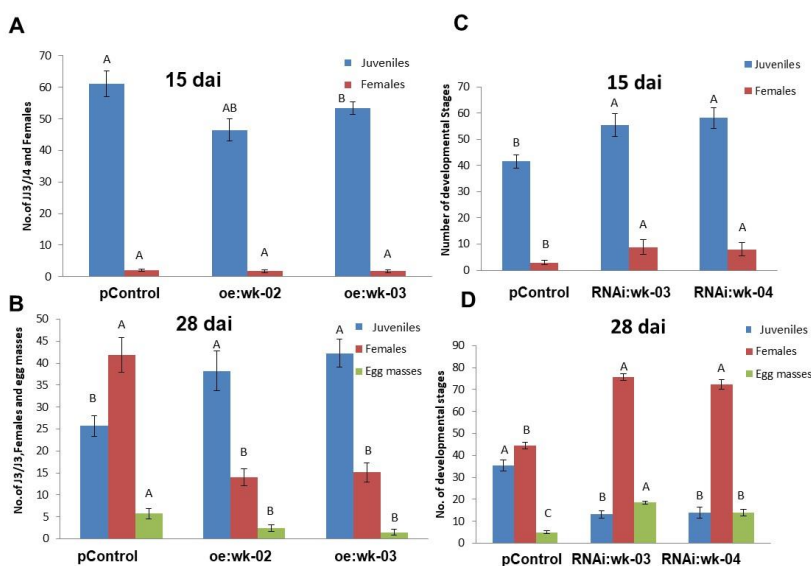 A
No.of JJ3/J4 and Females
70
60
50
40
30
20
10
0
15 dai
Juveniles
Females
A
AB
B
A
A
A
pControl
oe:wk-02
oe:wk-03
B
No.of J3/J3,Females and egg masses
50
45
40
35
30
25
20
15
10
5
0
28 dai
Juveniles
Females
Egg masses
B
A
A
A
B
B
A
B
B
pControl
oe:wk-02
oe:wk-03
C
Number of developmental Stages
70
60
50
40
30
20
10
0
15 dai
Juveniles
Females
B
B
A
A
A
A
pControl
RNAi:wk-03
RNAi:wk-04
D
No. of developmental stages
90
80
70
60
50
40
30
20
10
0
28 dai
Juveniles
Females
Egg masses
A
B
C
B
A
A
B
A
B
pControl
RNAi:wk-03
RNAi:wk-04